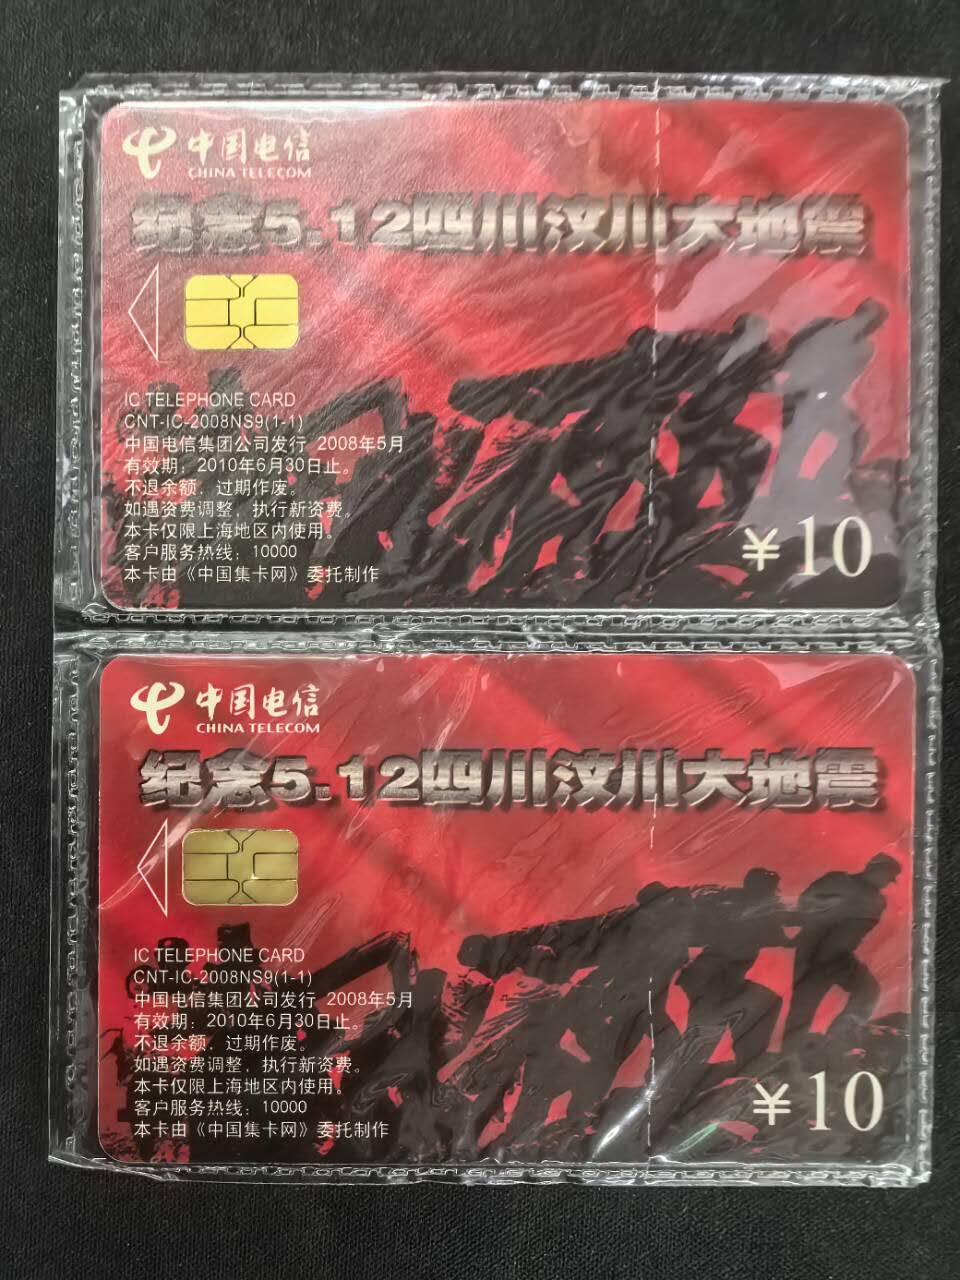 中国电信
CHINA TELECOM
纪念5.12四川汶川大地震
IC TELEPHONE CARD
CNT-IC-2008NS9(1-1)
中国电信集团公司发行 2008年5月
有效期：2010年6月30日止。
不退余额，过期作废。
如遇资费调整，执行新资费。
本卡仅限上海地区内使用。
客户服务热线：10000
本卡由《中国集卡网》委托制作
¥10
中国电信
CHINA TELECOM
纪念5.12四川汶川大地震
IC TELEPHONE CARD
CNT-IC-2008NS9(1-1)
中国电信集团公司发行 2008年5月
有效期：2010年6月30日止。
不退余额，过期作废。
如遇资费调整，执行新资费。
本卡仅限上海地区内使用。
客户服务热线：10000
本卡由《中国集卡网》委托制作
¥10